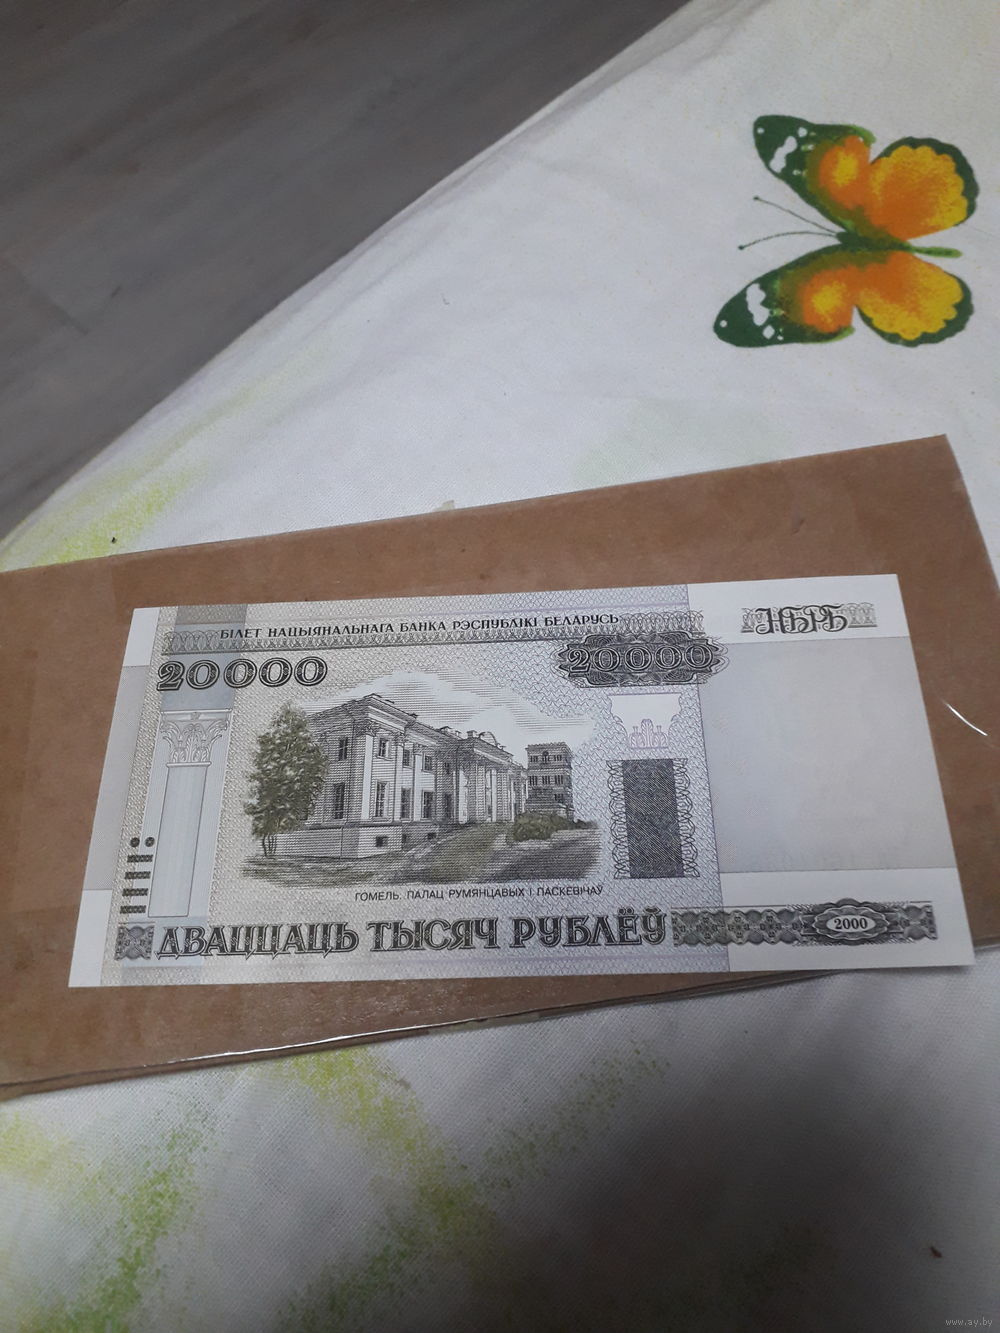 БІЛЕТ НАЦЫЯНАЛЬНАГА БАНКА РЭСПУБЛІКІ БЕЛАРУСЬ
НБРБ
20000
20000
ГОМЕЛЬ. ПАЛАЦ РУМЯНЦАВЫХ І ПАСКЕВІЧАЎ
ДВАЦЦАЦЬ ТЫСЯЧ РУБЛЁЎ
2000
www.ay.by